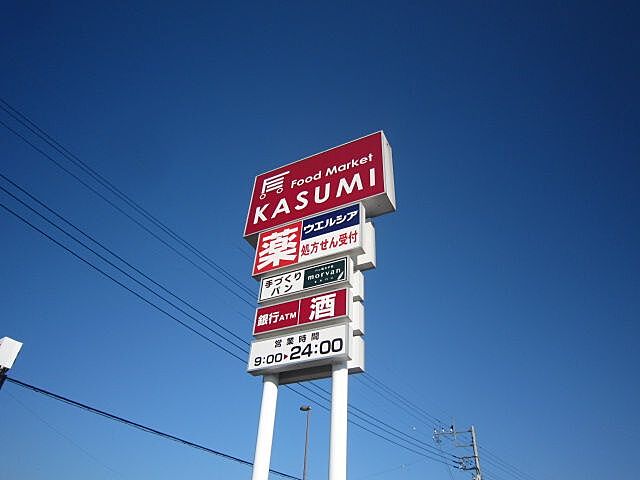 Food Market
KASUMI
薬
ウエルシア
処方せん受付
手づくり
パン
morvan
銀行ATM
酒
営業時間
9:00▶24:00